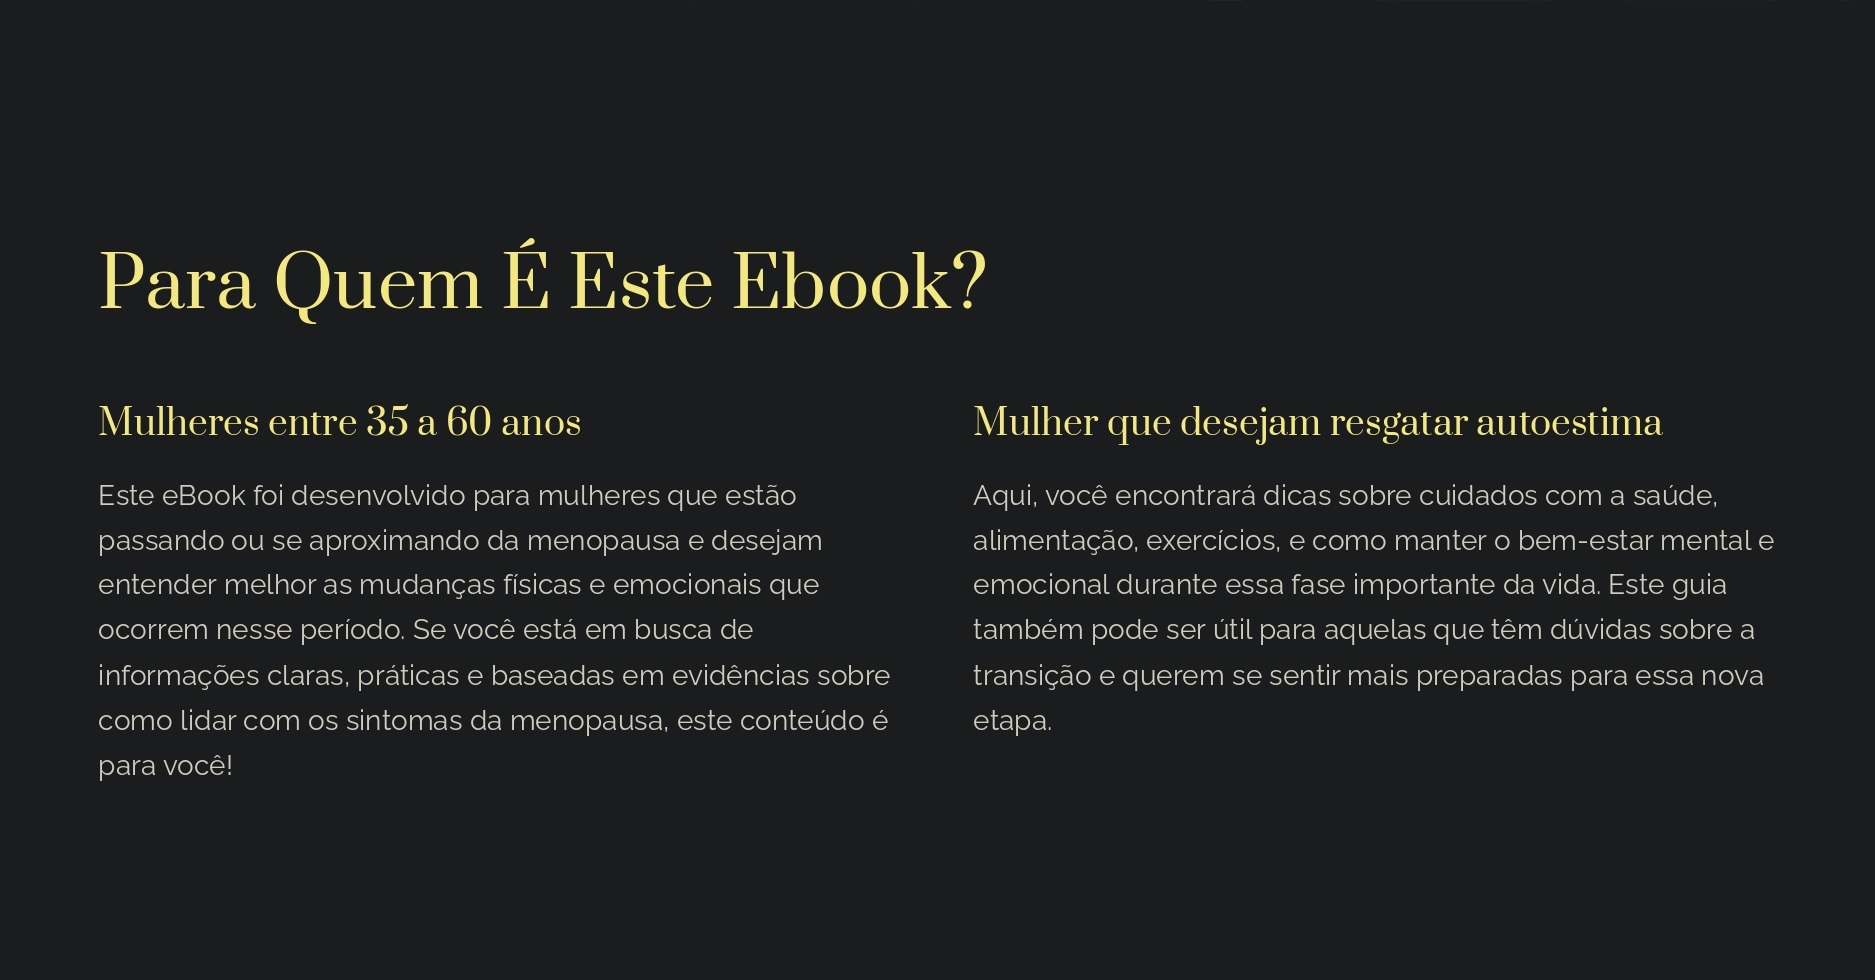 Para Quem É Este Ebook?
Mulheres entre 35 a 60 anos
Este eBook foi desenvolvido para mulheres que estão
passando ou se aproximando da menopausa e desejam
entender melhor as mudanças físicas e emocionais que
ocorrem nesse período. Se você está em busca de
informações claras, práticas e baseadas em evidências sobre
como lidar com os sintomas da menopausa, este conteúdo é
para você!
Mulher que desejam resgatar autoestima
Aqui, você encontrará dicas sobre cuidados com a saúde,
alimentação, exercícios, e como manter o bem-estar mental e
emocional durante essa fase importante da vida. Este guia
também pode ser útil para aquelas que têm dúvidas sobre a
transição e querem se sentir mais preparadas para essa nova
etapa.